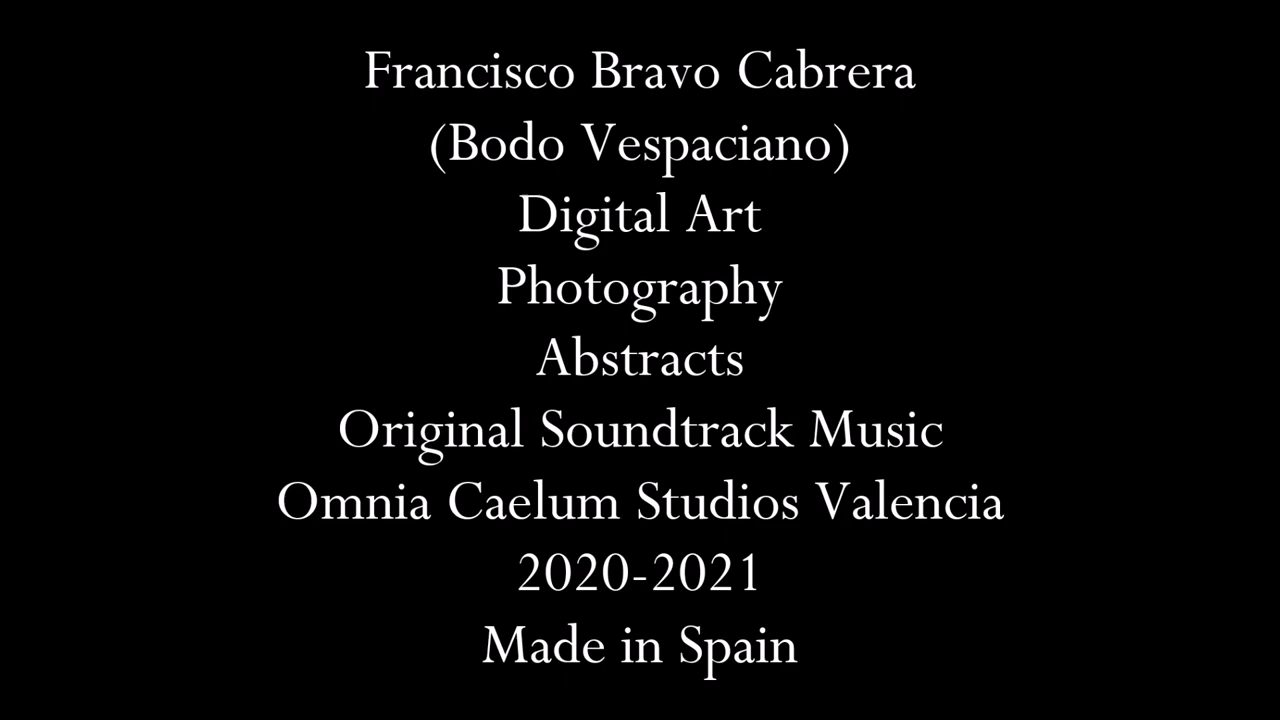 Francisco Bravo Cabrera
(Bodo Vespaciano)
Digital Art
Photography
Abstracts
Original Soundtrack Music
Omnia Caelum Studios Valencia
2020-2021
Made in Spain